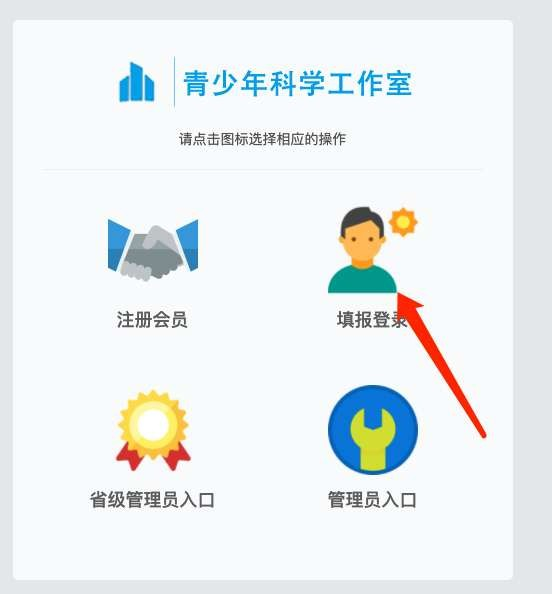 青少年科学工作室
请点击图标选择相应的操作
注册会员
填报登录
省级管理员入口
管理员入口